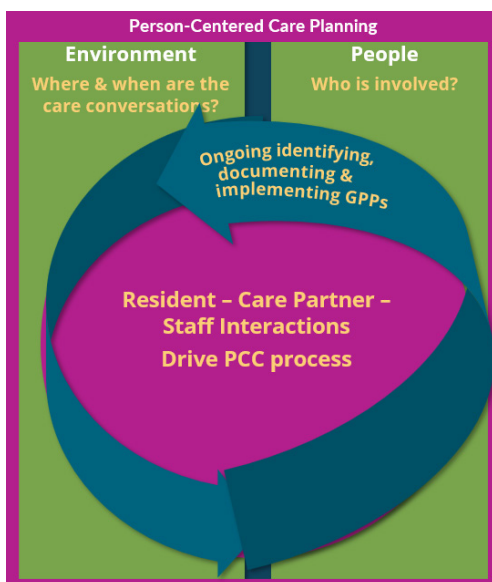 Person-Centered Care Planning
Environment
Where & when are the
care conversations?
People
Who is involved?
Ongoing identifying,
documenting &
implementing GPPs
Resident – Care Partner –
Staff Interactions
Drive PCC process